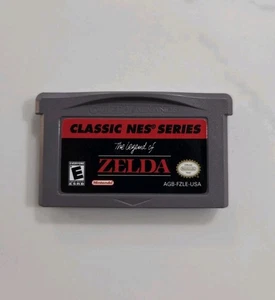 CLASSIC NES® SERIES
The Legend of
ZELDA
E
Nintendo
AGB-FZLE-USA